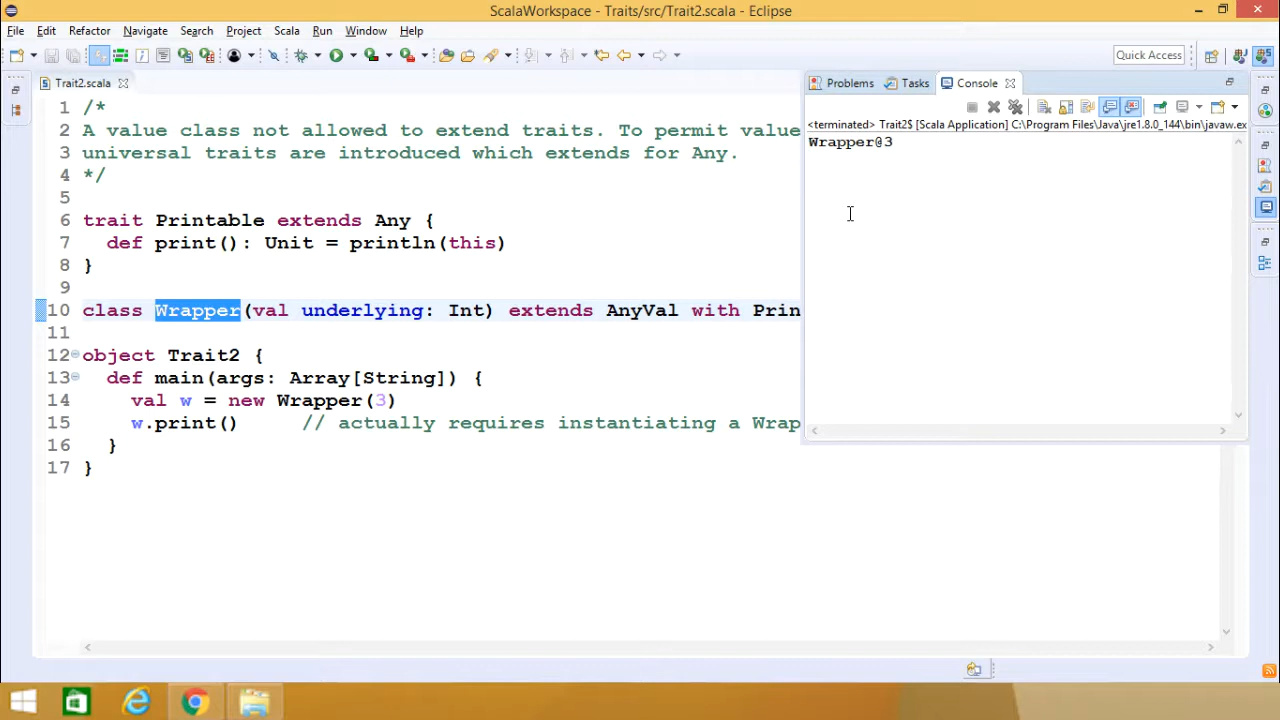 ScalaWorkspace - Traits/src/Trait2.scala - Eclipse
File Edit Refactor Navigate Search Project Scala Run Window Help
Quick Access
Trait2.scala
1 /*
2 A value class not allowed to extend traits. To permit value
3 universal traits are introduced which extends for Any.
4 */
5
6 trait Printable extends Any {
7 def print(): Unit = println(this)
8 }
9
10 class Wrapper(val underlying: Int) extends AnyVal with Prin
11
12 object Trait2 {
13 def main(args: Array[String]) {
14 val w = new Wrapper(3)
15 w.print() // actually requires instantiating a Wrap
16 }
17 }
Problems Tasks Console
<terminated> Trait2$ [Scala Application] C:\Program Files\Java\jre1.8.0_144\bin\javaw.ex
Wrapper@3